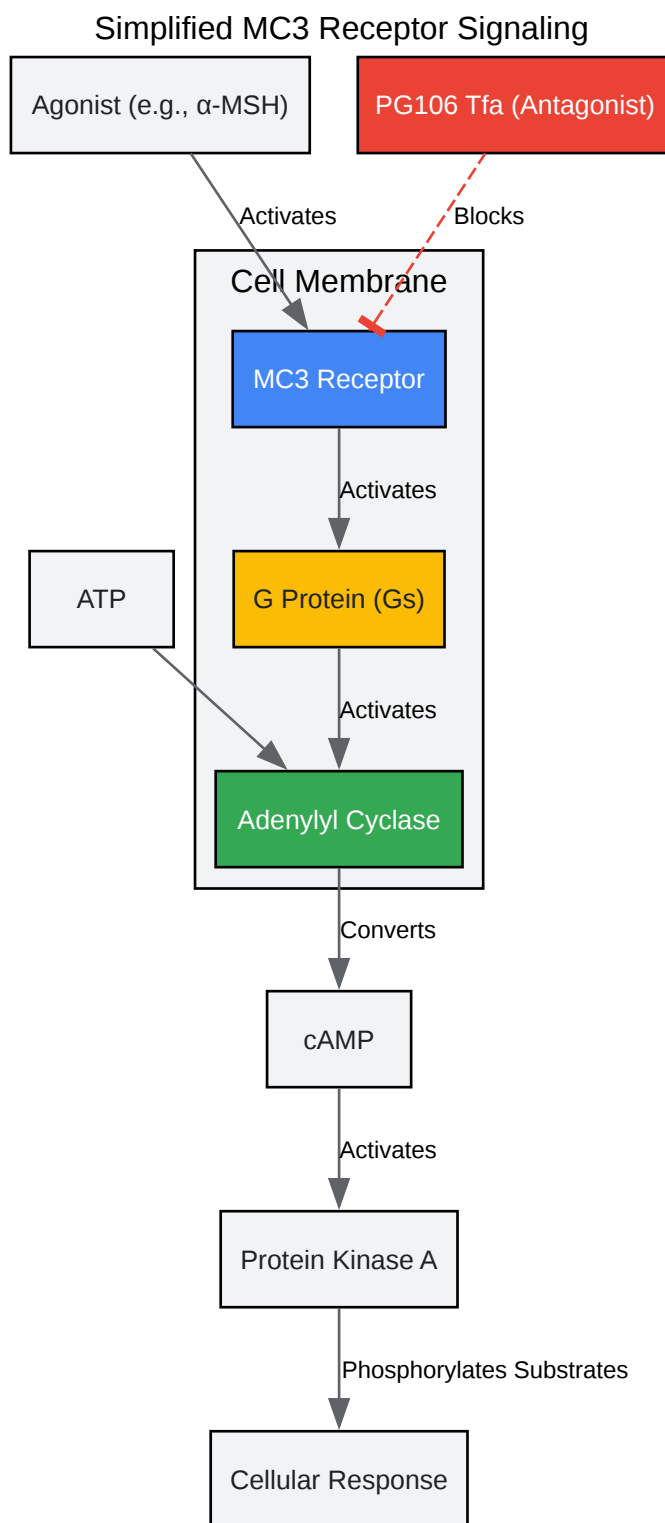 Simplified MC3 Receptor Signaling
Agonist (e.g., α-MSH)
PG106 Tfa (Antagonist)
Activates
Blocks
Cell Membrane
MC3 Receptor
Activates
ATP
G Protein (Gs)
Activates
Adenylyl Cyclase
Converts
cAMP
Activates
Protein Kinase A
Phosphorylates Substrates
Cellular Response